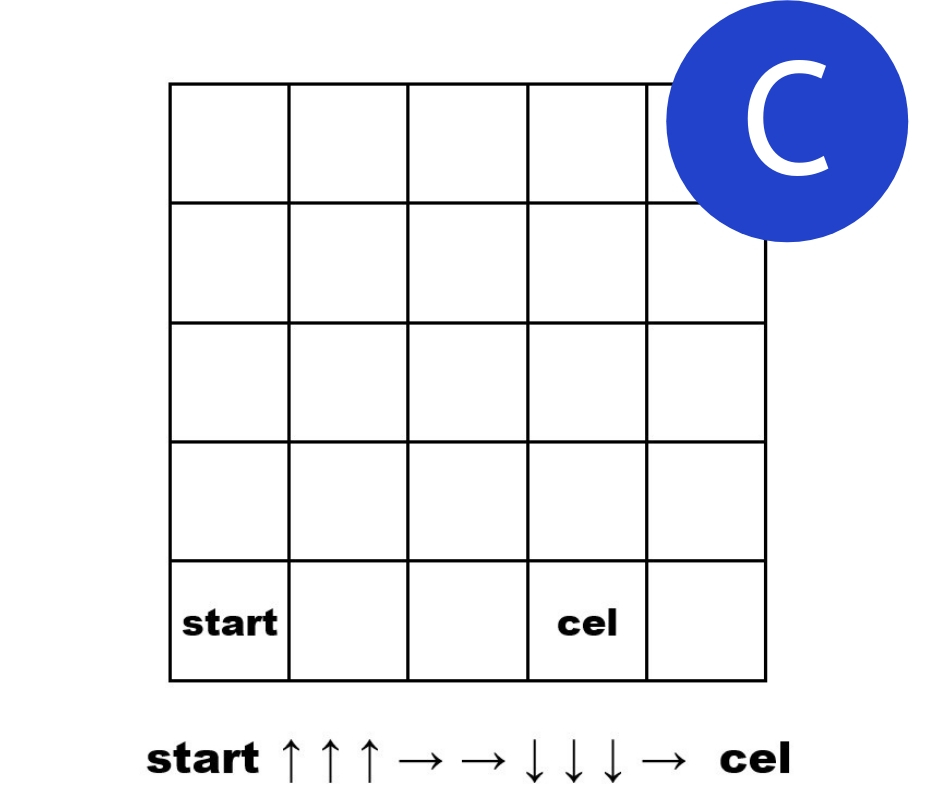 C
start cel
start ↑ ↑ ↑ → → ↓ ↓ ↓ → cel